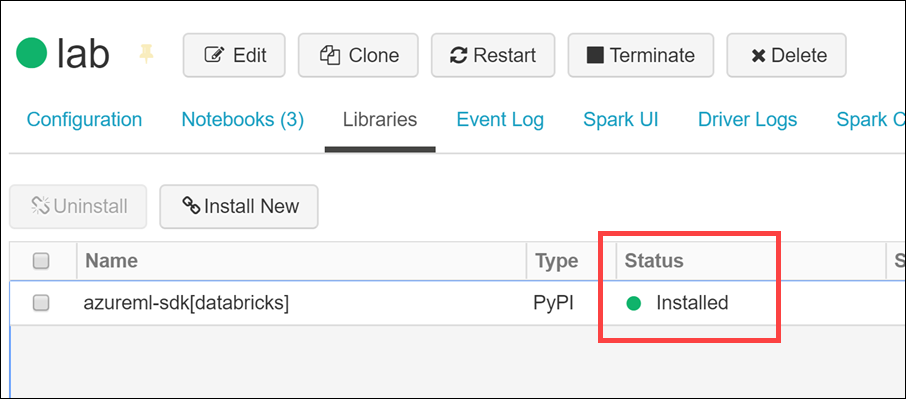 lab Edit Clone Restart Terminate Delete
Configuration Notebooks (3) Libraries Event Log Spark UI Driver Logs Spark
Uninstall Install New
Name Type Status
azureml-sdk[databricks] PyPI Installed